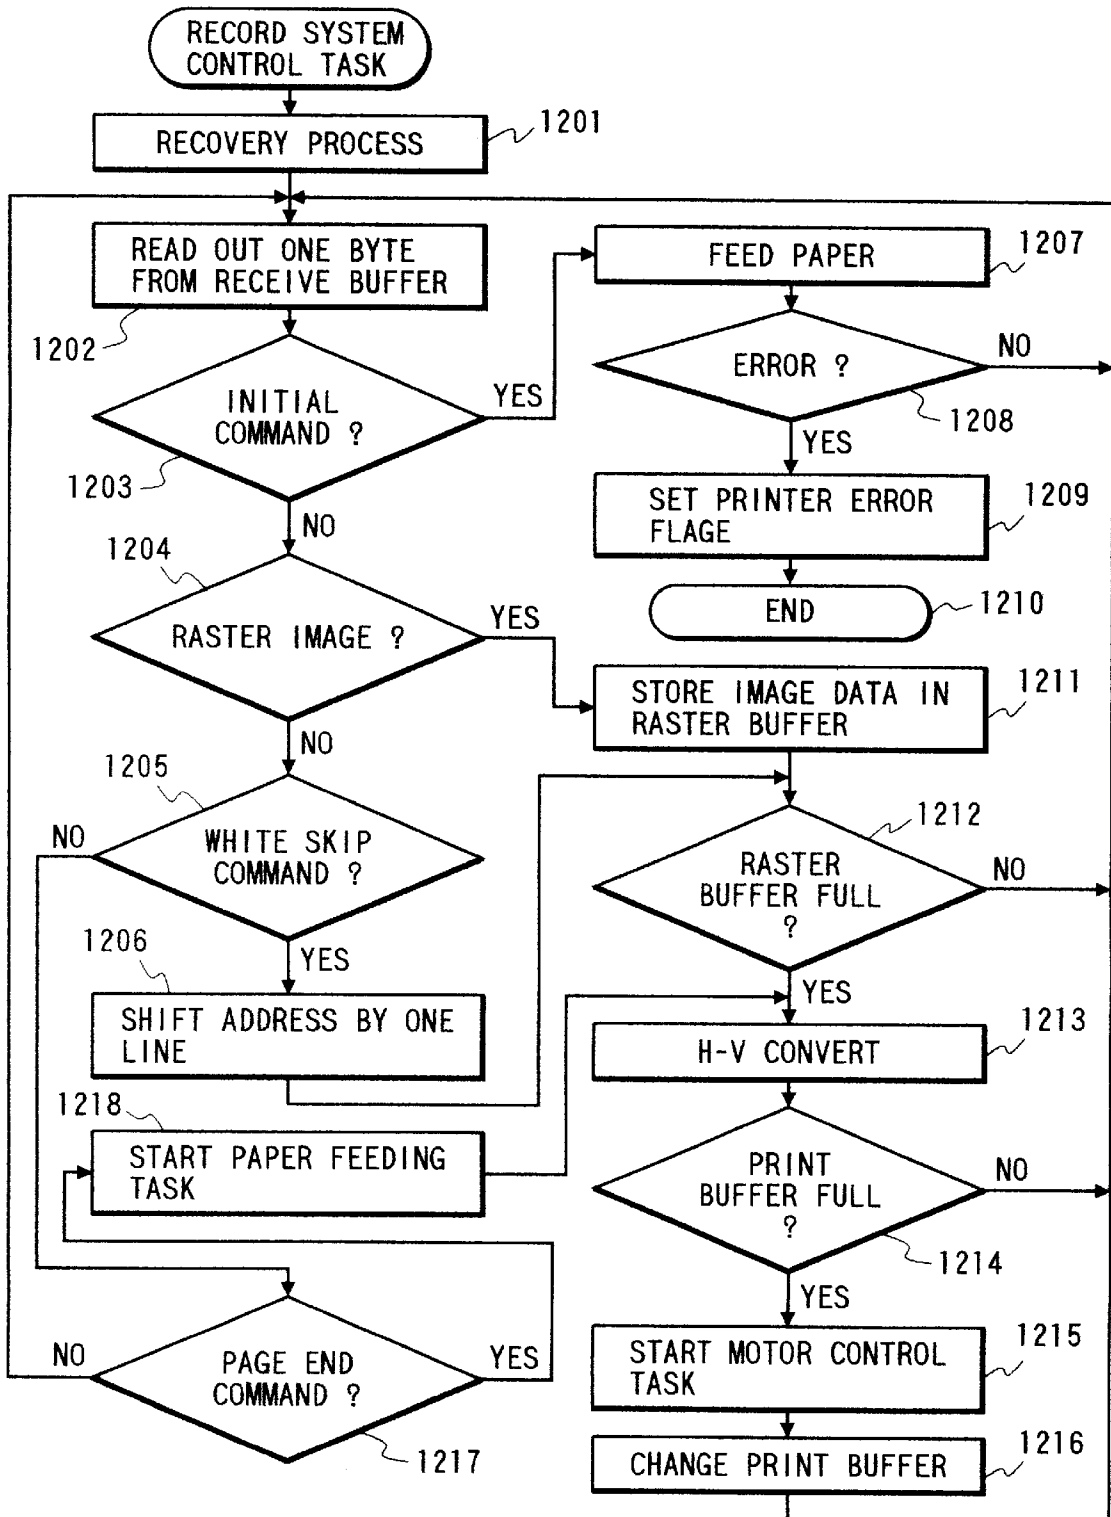 RECORD SYSTEM
CONTROL TASK
RECOVERY PROCESS
1201
READ OUT ONE BYTE
FROM RECEIVE BUFFER
1202
INITIAL
COMMAND ?
YES
1203
NO
1204
RASTER IMAGE ?
YES
NO
1205
NO
WHITE SKIP
COMMAND ?
1206
YES
SHIFT ADDRESS BY ONE
LINE
1218
START PAPER FEEDING
TASK
NO
PAGE END
COMMAND ?
YES
1217
FEED PAPER
1207
ERROR ?
NO
1208
YES
SET PRINTER ERROR
FLAGE
1209
END
1210
STORE IMAGE DATA IN
RASTER BUFFER
1211
1212
RASTER
BUFFER FULL
?
NO
YES
H-V CONVERT
1213
PRINT
BUFFER FULL
?
NO
1214
YES
START MOTOR CONTROL
TASK
1215
CHANGE PRINT BUFFER
1216